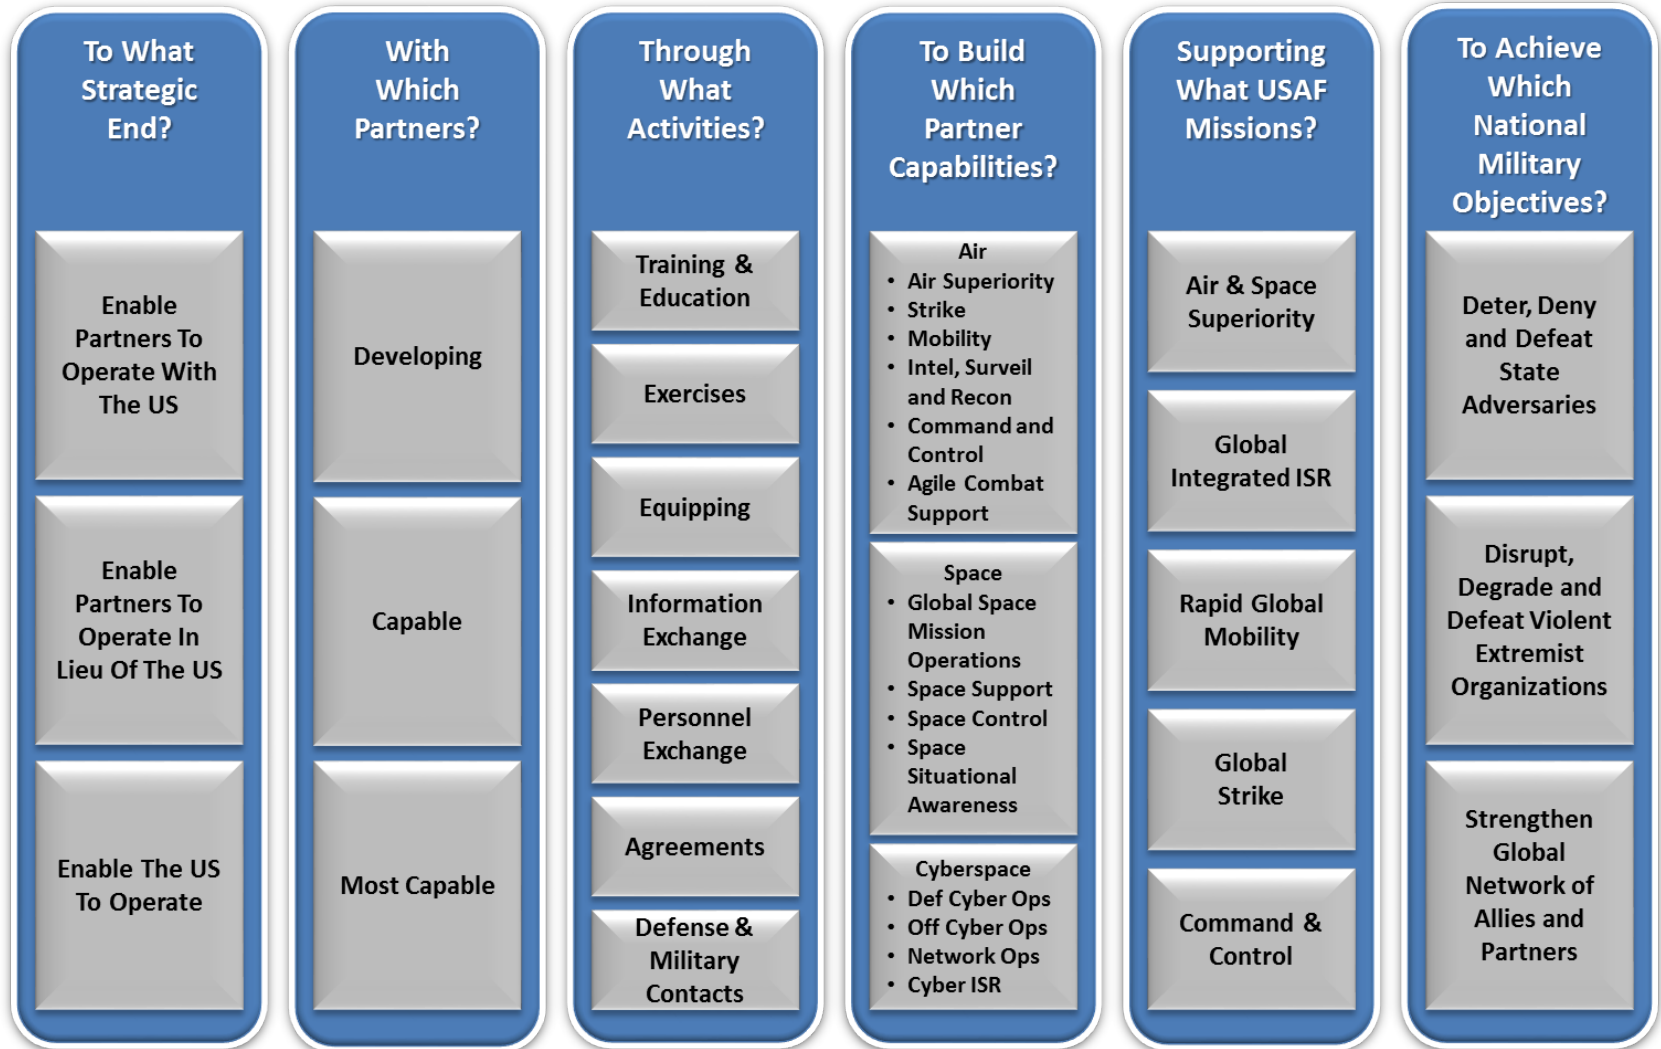 To What
Strategic
End?
Enable
Partners To
Operate With
The US
Enable
Partners To
Operate In
Lieu Of The US
Enable The US
To Operate
With
Which
Partners?
Developing
Capable
Most Capable
Through
What
Activities?
Training &
Education
Exercises
Equipping
Information
Exchange
Personnel
Exchange
Agreements
Defense &
Military
Contacts
To Build
Which
Partner
Capabilities?
Air
• Air Superiority
• Strike
• Mobility
• Intel, Surveil
and Recon
• Command and
Control
• Agile Combat
Support
Space
• Global Space
Mission
Operations
• Space Support
• Space Control
• Space
Situational
Awareness
Cyberspace
• Def Cyber Ops
• Off Cyber Ops
• Network Ops
• Cyber ISR
Supporting
What USAF
Missions?
Air & Space
Superiority
Global
Integrated ISR
Rapid Global
Mobility
Global
Strike
Command &
Control
To Achieve
Which
National
Military
Objectives?
Deter, Deny
and Defeat
State
Adversaries
Disrupt,
Degrade and
Defeat Violent
Extremist
Organizations
Strengthen
Global
Network of
Allies and
Partners